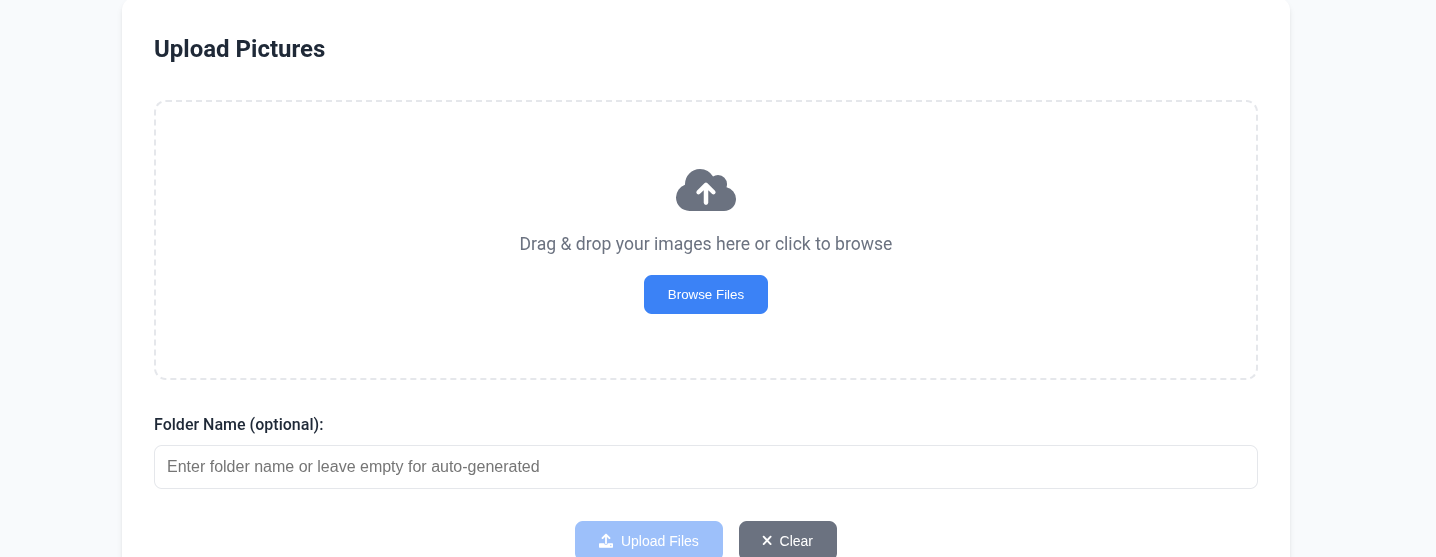 Upload Pictures
Drag & drop your images here or click to browse
Browse Files
Folder Name (optional):
Enter folder name or leave empty for auto-generated
Upload Files
Clear